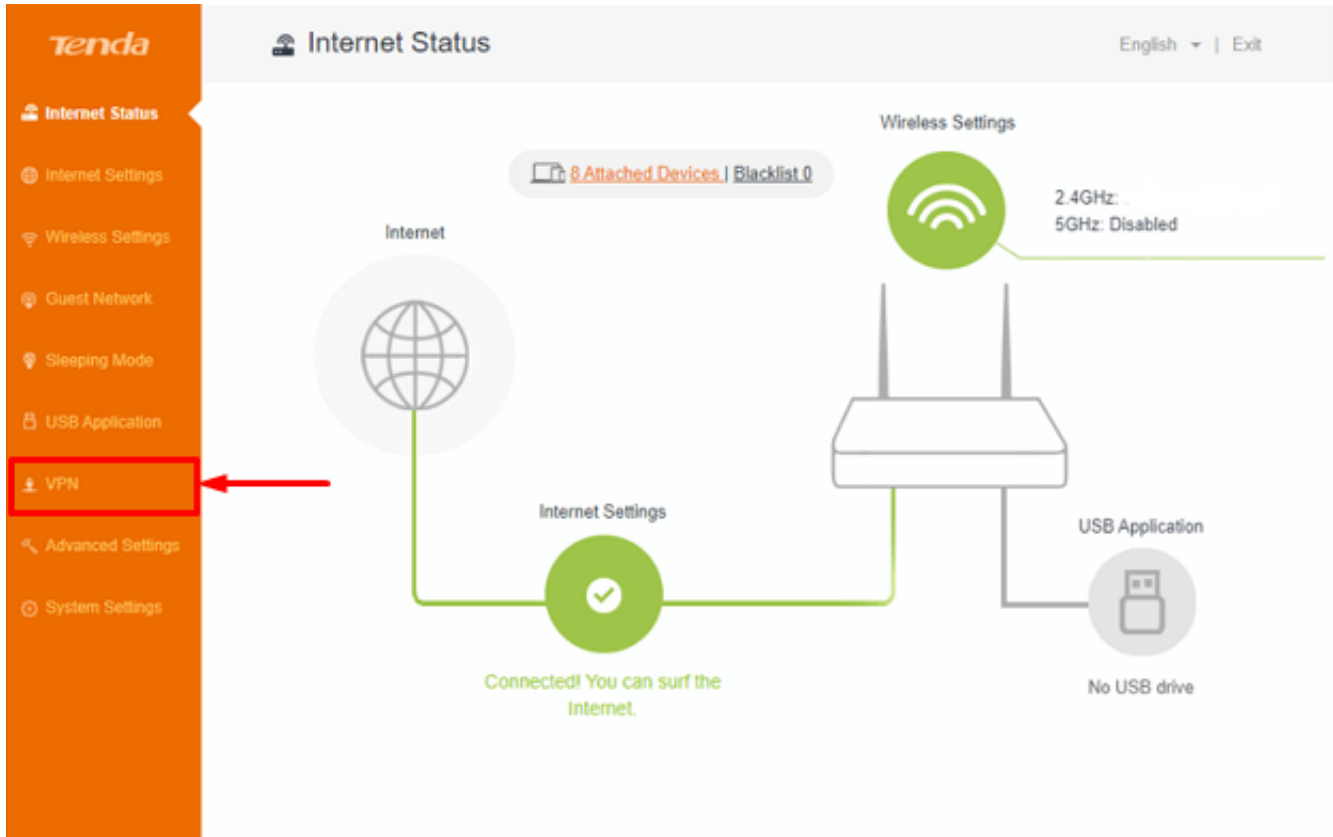 Tenda
Internet Status
English | Exit
Internet Status
Internet Settings
Wireless Settings
Guest Network
Sleeping Mode
USB Application
VPN
Advanced Settings
System Settings
Wireless Settings
8 Attached Devices | Blacklist 0
2.4GHz:
5GHz: Disabled
Internet
Internet Settings
Connected! You can surf the
Internet.
USB Application
No USB drive